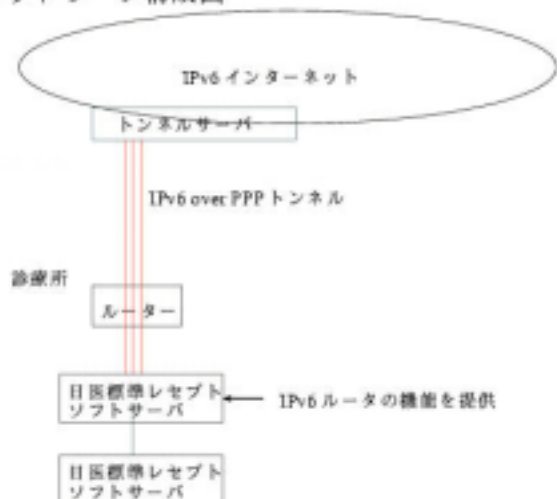 IPv6 インターネット
トンネルサーバ
IPv6 over PPP トンネル
診療所
ルーター
日医標準レセプト
ソフトサーバ
IPv6 ルータの機能を提供
日医標準レセプト
ソフトサーバ